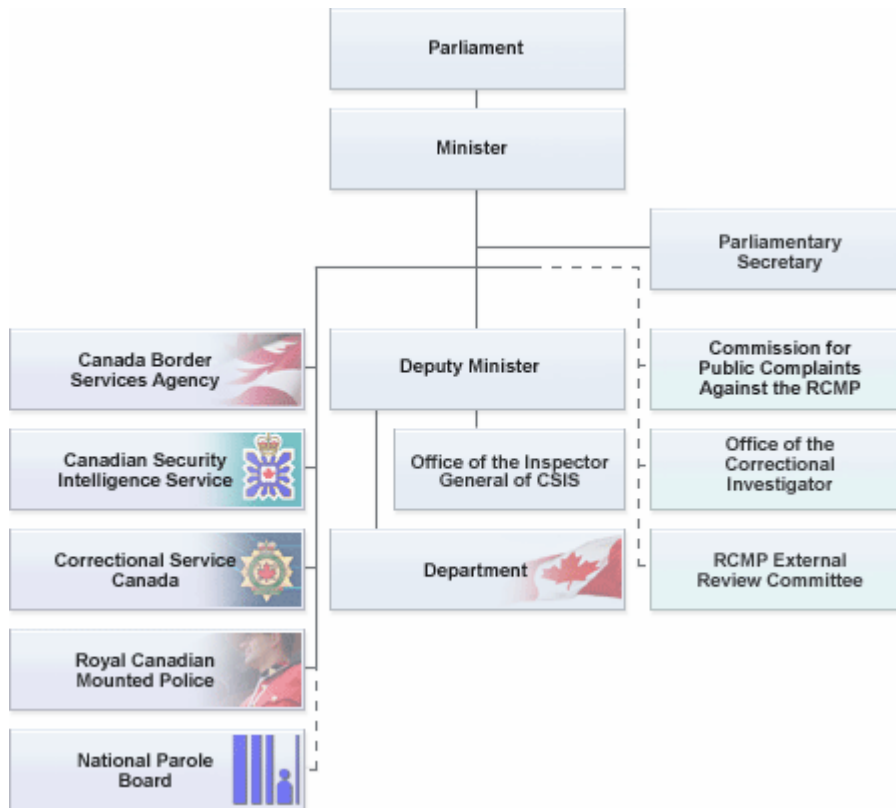 Parliament
Minister
Parliamentary
Secretary
Canada Border
Services Agency
Deputy Minister
Commission for
Public Complaints
Against the RCMP
Canadian Security
Intelligence Service
Office of the Inspector
General of CSIS
Office of the
Correctional
Investigator
Correctional Service
Canada
Department
RCMP External
Review Committee
Royal Canadian
Mounted Police
National Parole
Board